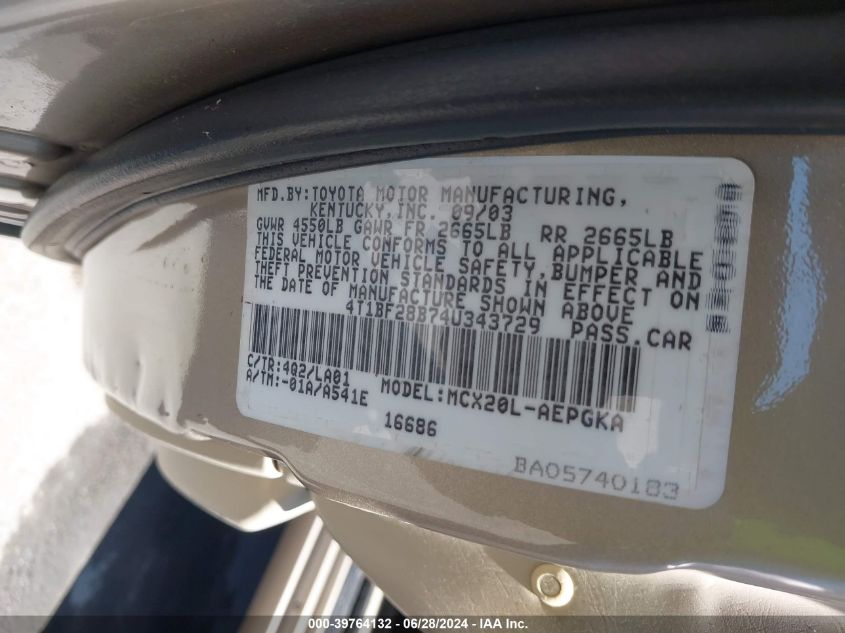 MFD.BY:TOYOTA MOTOR MANUFACTURING,
KENTUCKY,INC. 09/03
GVWR 4550LB GAWR FR 2665LB RR 2665LB
THIS VEHICLE CONFORMS TO ALL APPLICABLE
FEDERAL MOTOR VEHICLE SAFETY,BUMPER AND
THEFT PREVENTION STANDARDS IN EFFECT ON
THE DATE OF MANUFACTURE SHOWN ABOVE
4T1BF28B74U343729 PASS.CAR
C/TR:4Q2/LA01 MODEL:MCX20L-AEPGKA
A/TM:-01A/A541E
16686
BA05740183
000-39764132 - 06/28/2024 - IAA Inc.